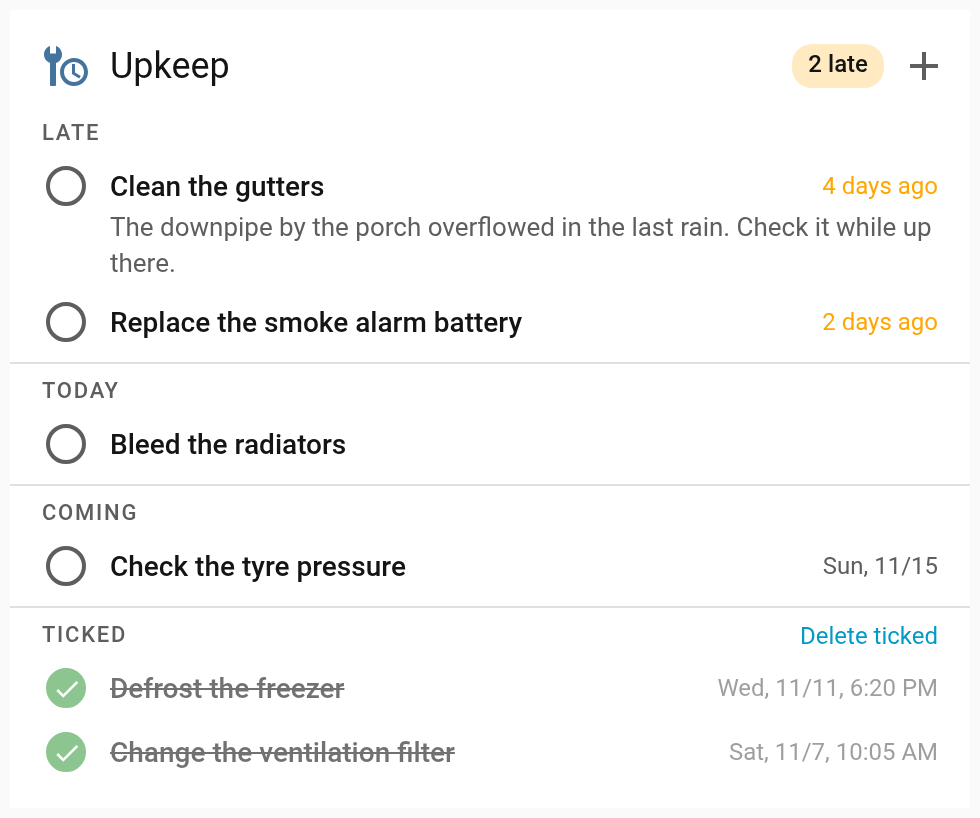 Upkeep
2 late
LATE
Clean the gutters
4 days ago
The downpipe by the porch overflowed in the last rain. Check it while up
there.
Replace the smoke alarm battery
2 days ago
TODAY
Bleed the radiators
COMING
Check the tyre pressure
Sun, 11/15
TICKED
Delete ticked
Defrost the freezer
Wed, 11/11, 6:20 PM
Change the ventilation filter
Sat, 11/7, 10:05 AM